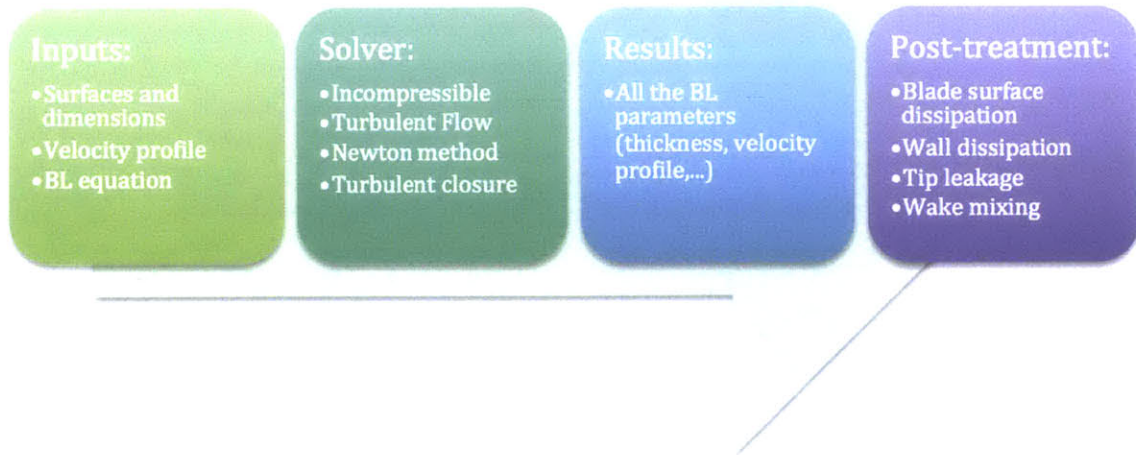 Inputs:
•Surfaces and
dimensions
•Velocity profile
•BL equation
Solver:
•Incompressible
•Turbulent Flow
•Newton method
•Turbulent closure
Results:
•All the BL
parameters
(thickness, velocity
profile,...)
Post-treatment:
•Blade surface
dissipation
•Wall dissipation
•Tip leakage
•Wake mixing